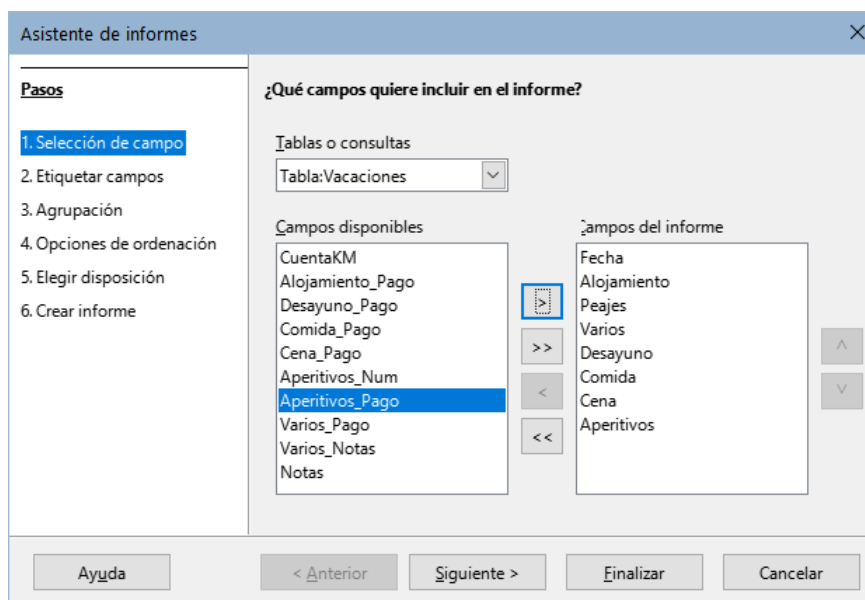 Asistente de informes
Pasos
1. Selección de campo
2. Etiquetar campos
3. Agrupación
4. Opciones de ordenación
5. Elegir disposición
6. Crear informe
¿Qué campos quiere incluir en el informe?
Tablas o consultas
Tabla:Vacaciones
Campos disponibles
CuentaKM
Alojamiento_Pago
Desayuno_Pago
Comida_Pago
Cena_Pago
Aperitivos_Num
Aperitivos_Pago
Varios_Pago
Varios_Notas
Notas
>
>>
<
<<
Campos del informe
Fecha
Alojamiento
Peajes
Varios
Desayuno
Comida
Cena
Aperitivos
Ayuda
< Anterior
Siguiente >
Finalizar
Cancelar